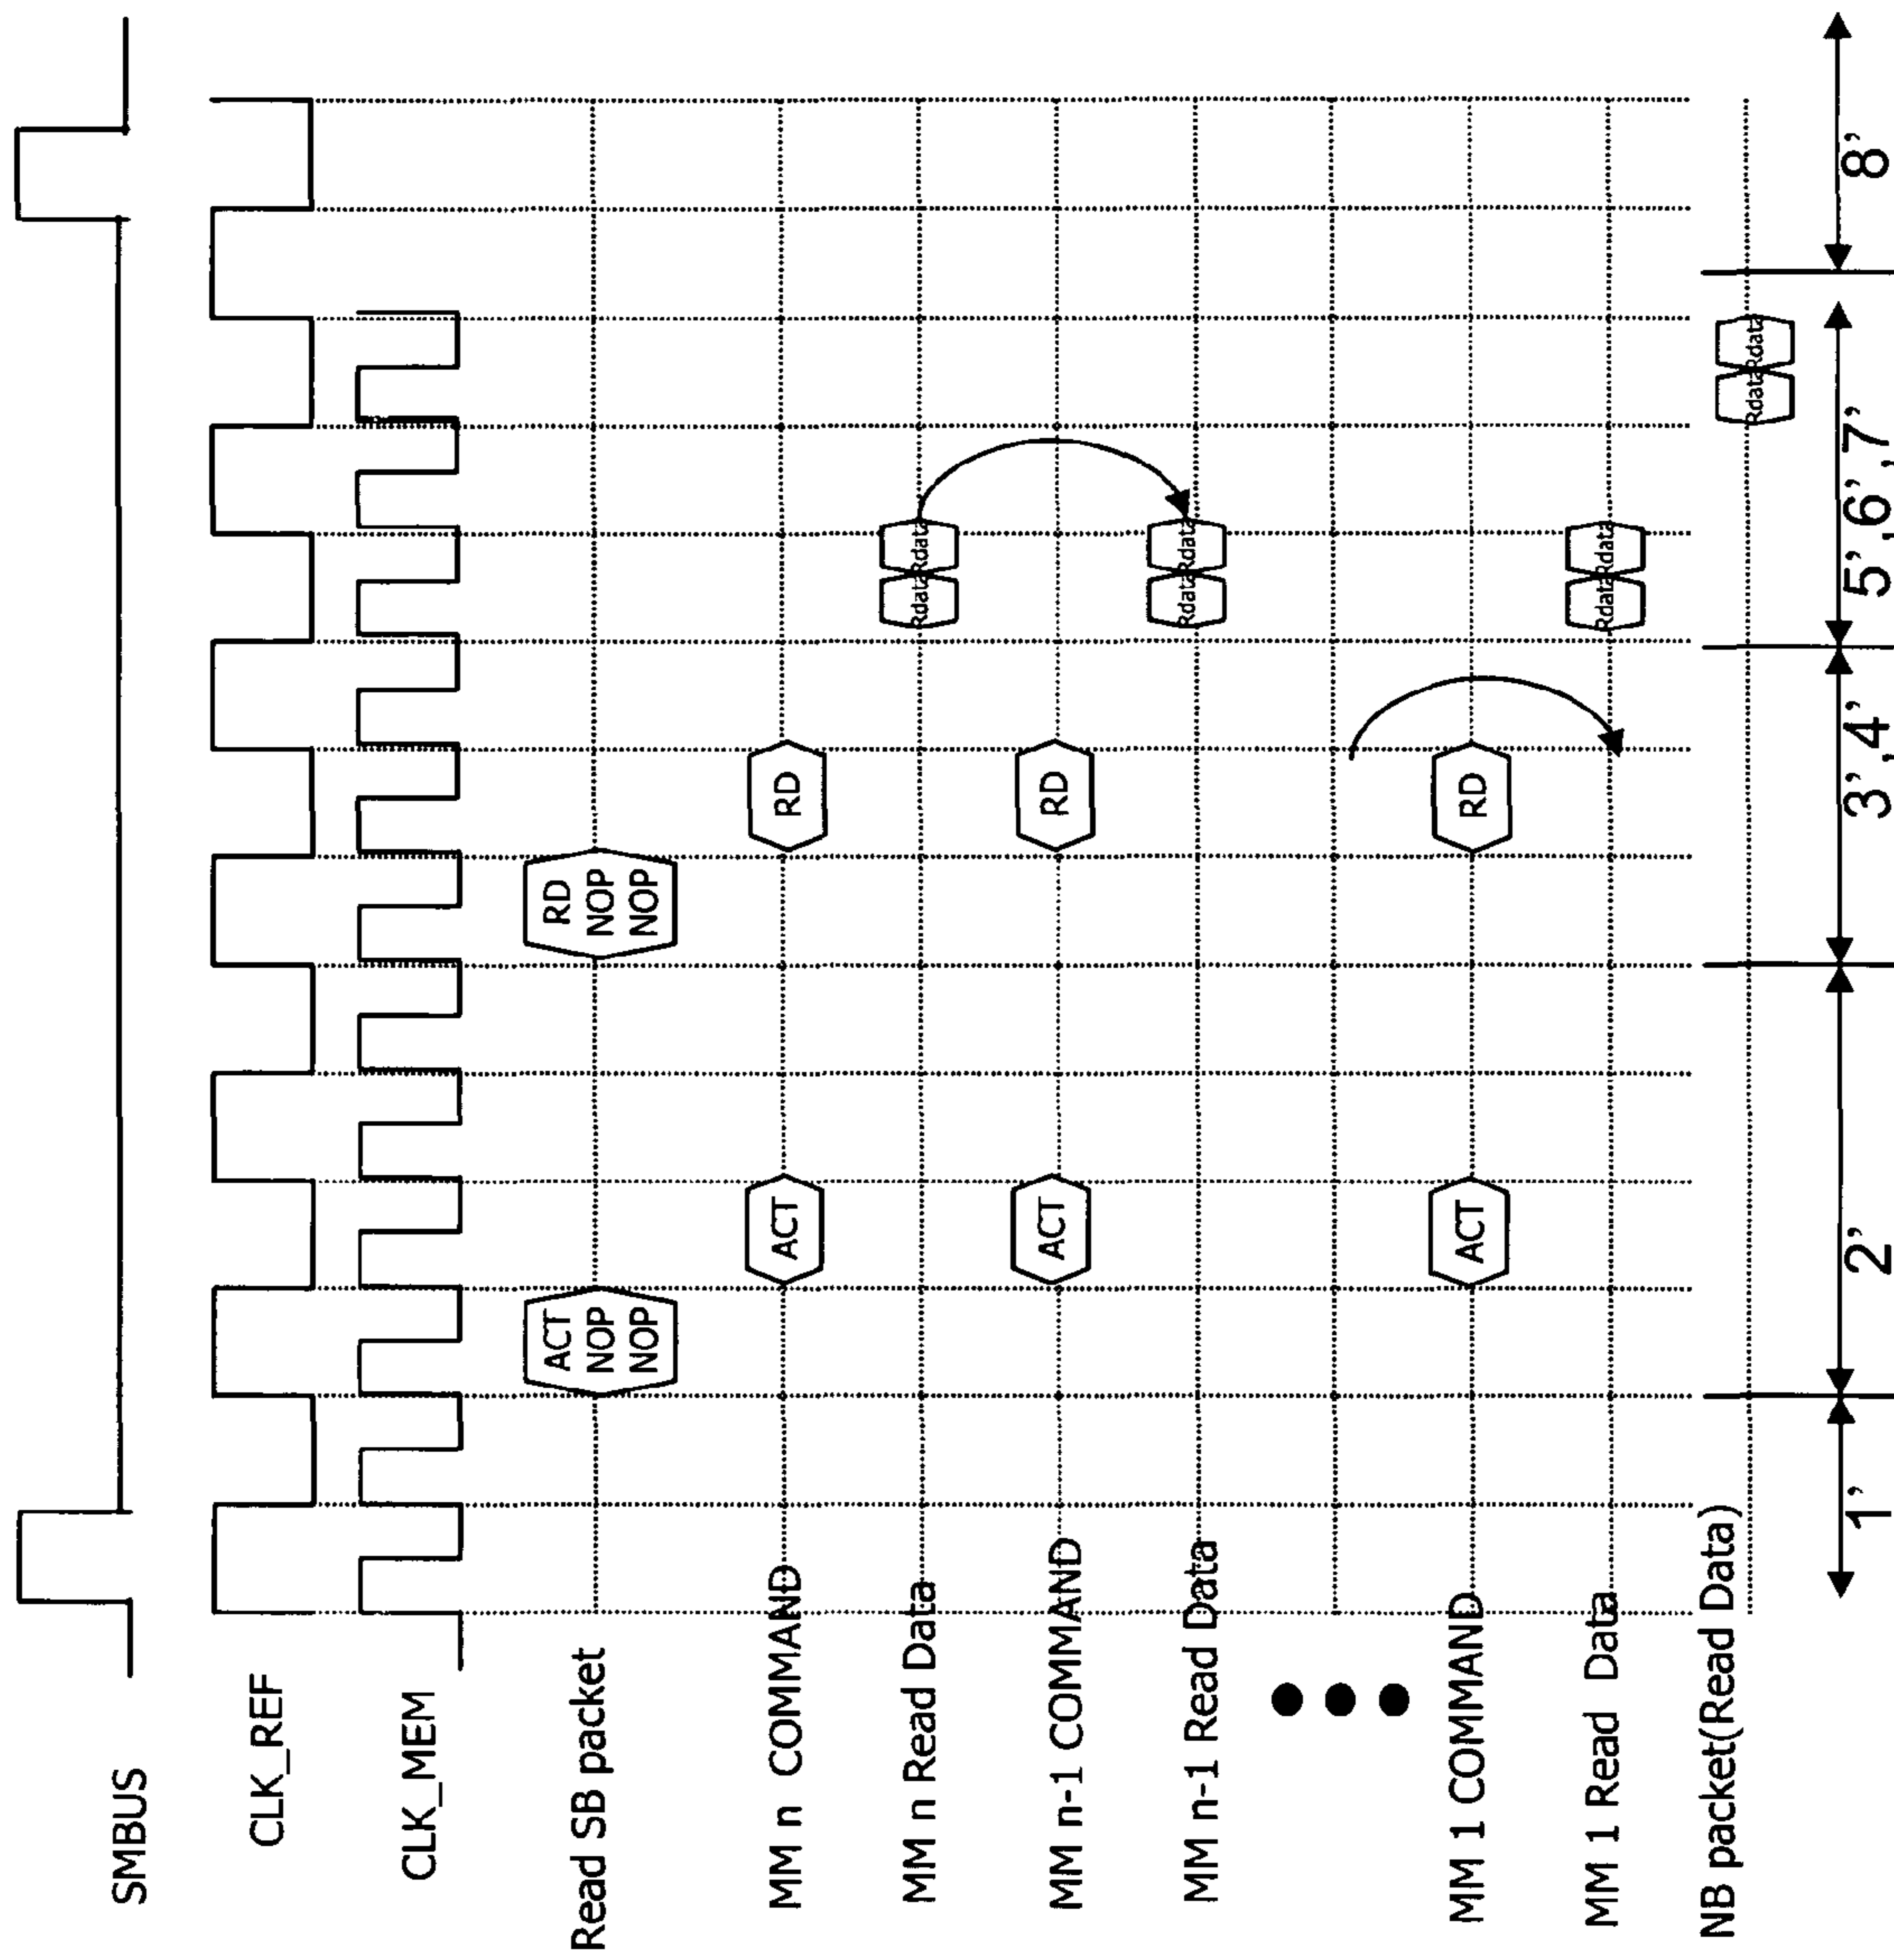 SMBUS
CLK_REF
CLK_MEM
Read SB packet
ACT
NOP
NOP
RD
NOP
NOP
MM n COMMAND
ACT
RD
MM n Read Data
Rdata Rdata
MM n-1 COMMAND
ACT
RD
MM n-1 Read Data
Rdata Rdata
MM 1 COMMAND
ACT
RD
MM 1 Read Data
Rdata Rdata
NB packet(Read Data)
Rdata Rdata
1' 2' 3',4' 5',6',7' 8'